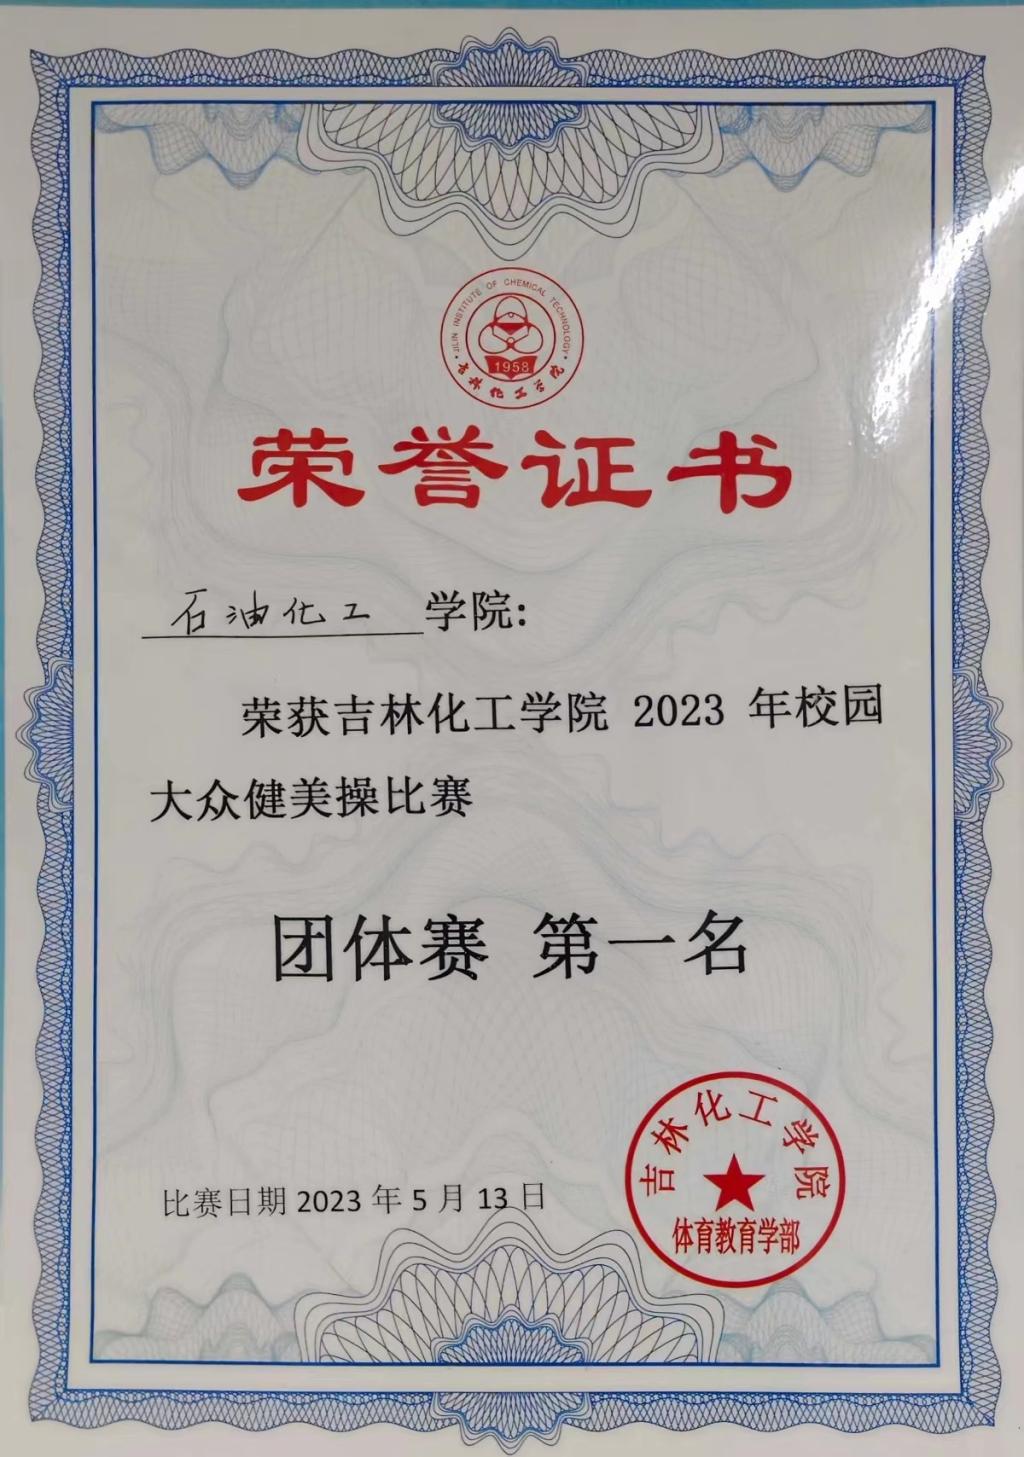 JILIN INSTITUTE OF CHEMICAL TECHNOLOGY
1958
吉林化工学院
荣誉证书
石油化工 学院:
荣获吉林化工学院 2023 年校园
大众健美操比赛
团体赛 第一名
吉林化工学院
比赛日期 2023 年 5 月 13 日
体育教育学部